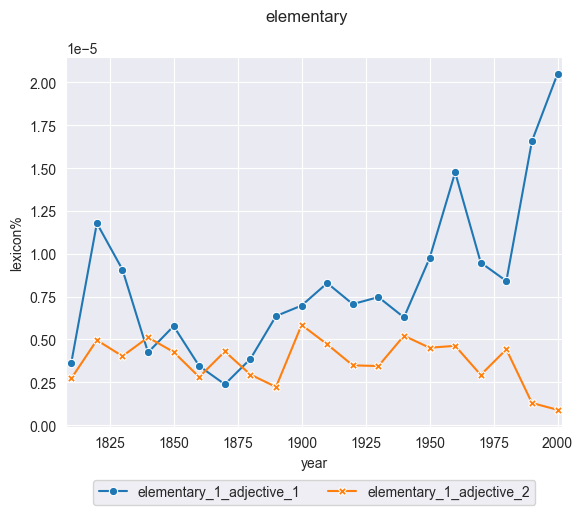 elementary
1e−5
2.00
1.75
1.50
1.25
1.00
0.75
0.50
0.25
0.00
lexicon%
1825 1850 1875 1900 1925 1950 1975 2000
year
elementary_1_adjective_1 elementary_1_adjective_2